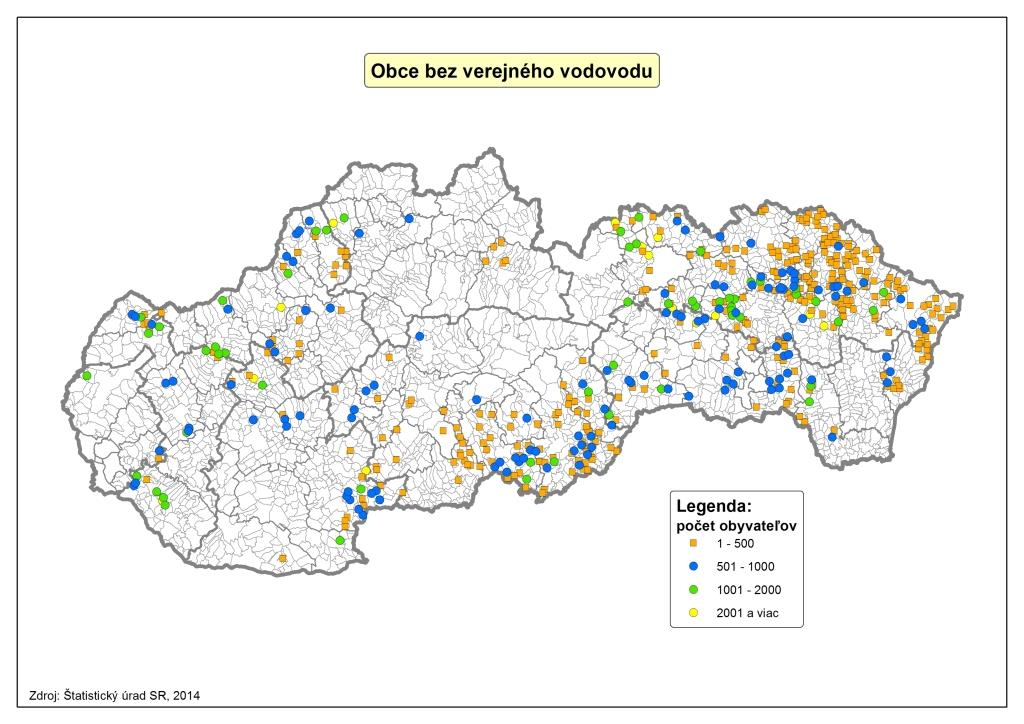 Obce bez verejného vodovodu
Legenda:
počet obyvateľov
1 - 500
501 - 1000
1001 - 2000
2001 a viac
Zdroj: Štatistický úrad SR, 2014